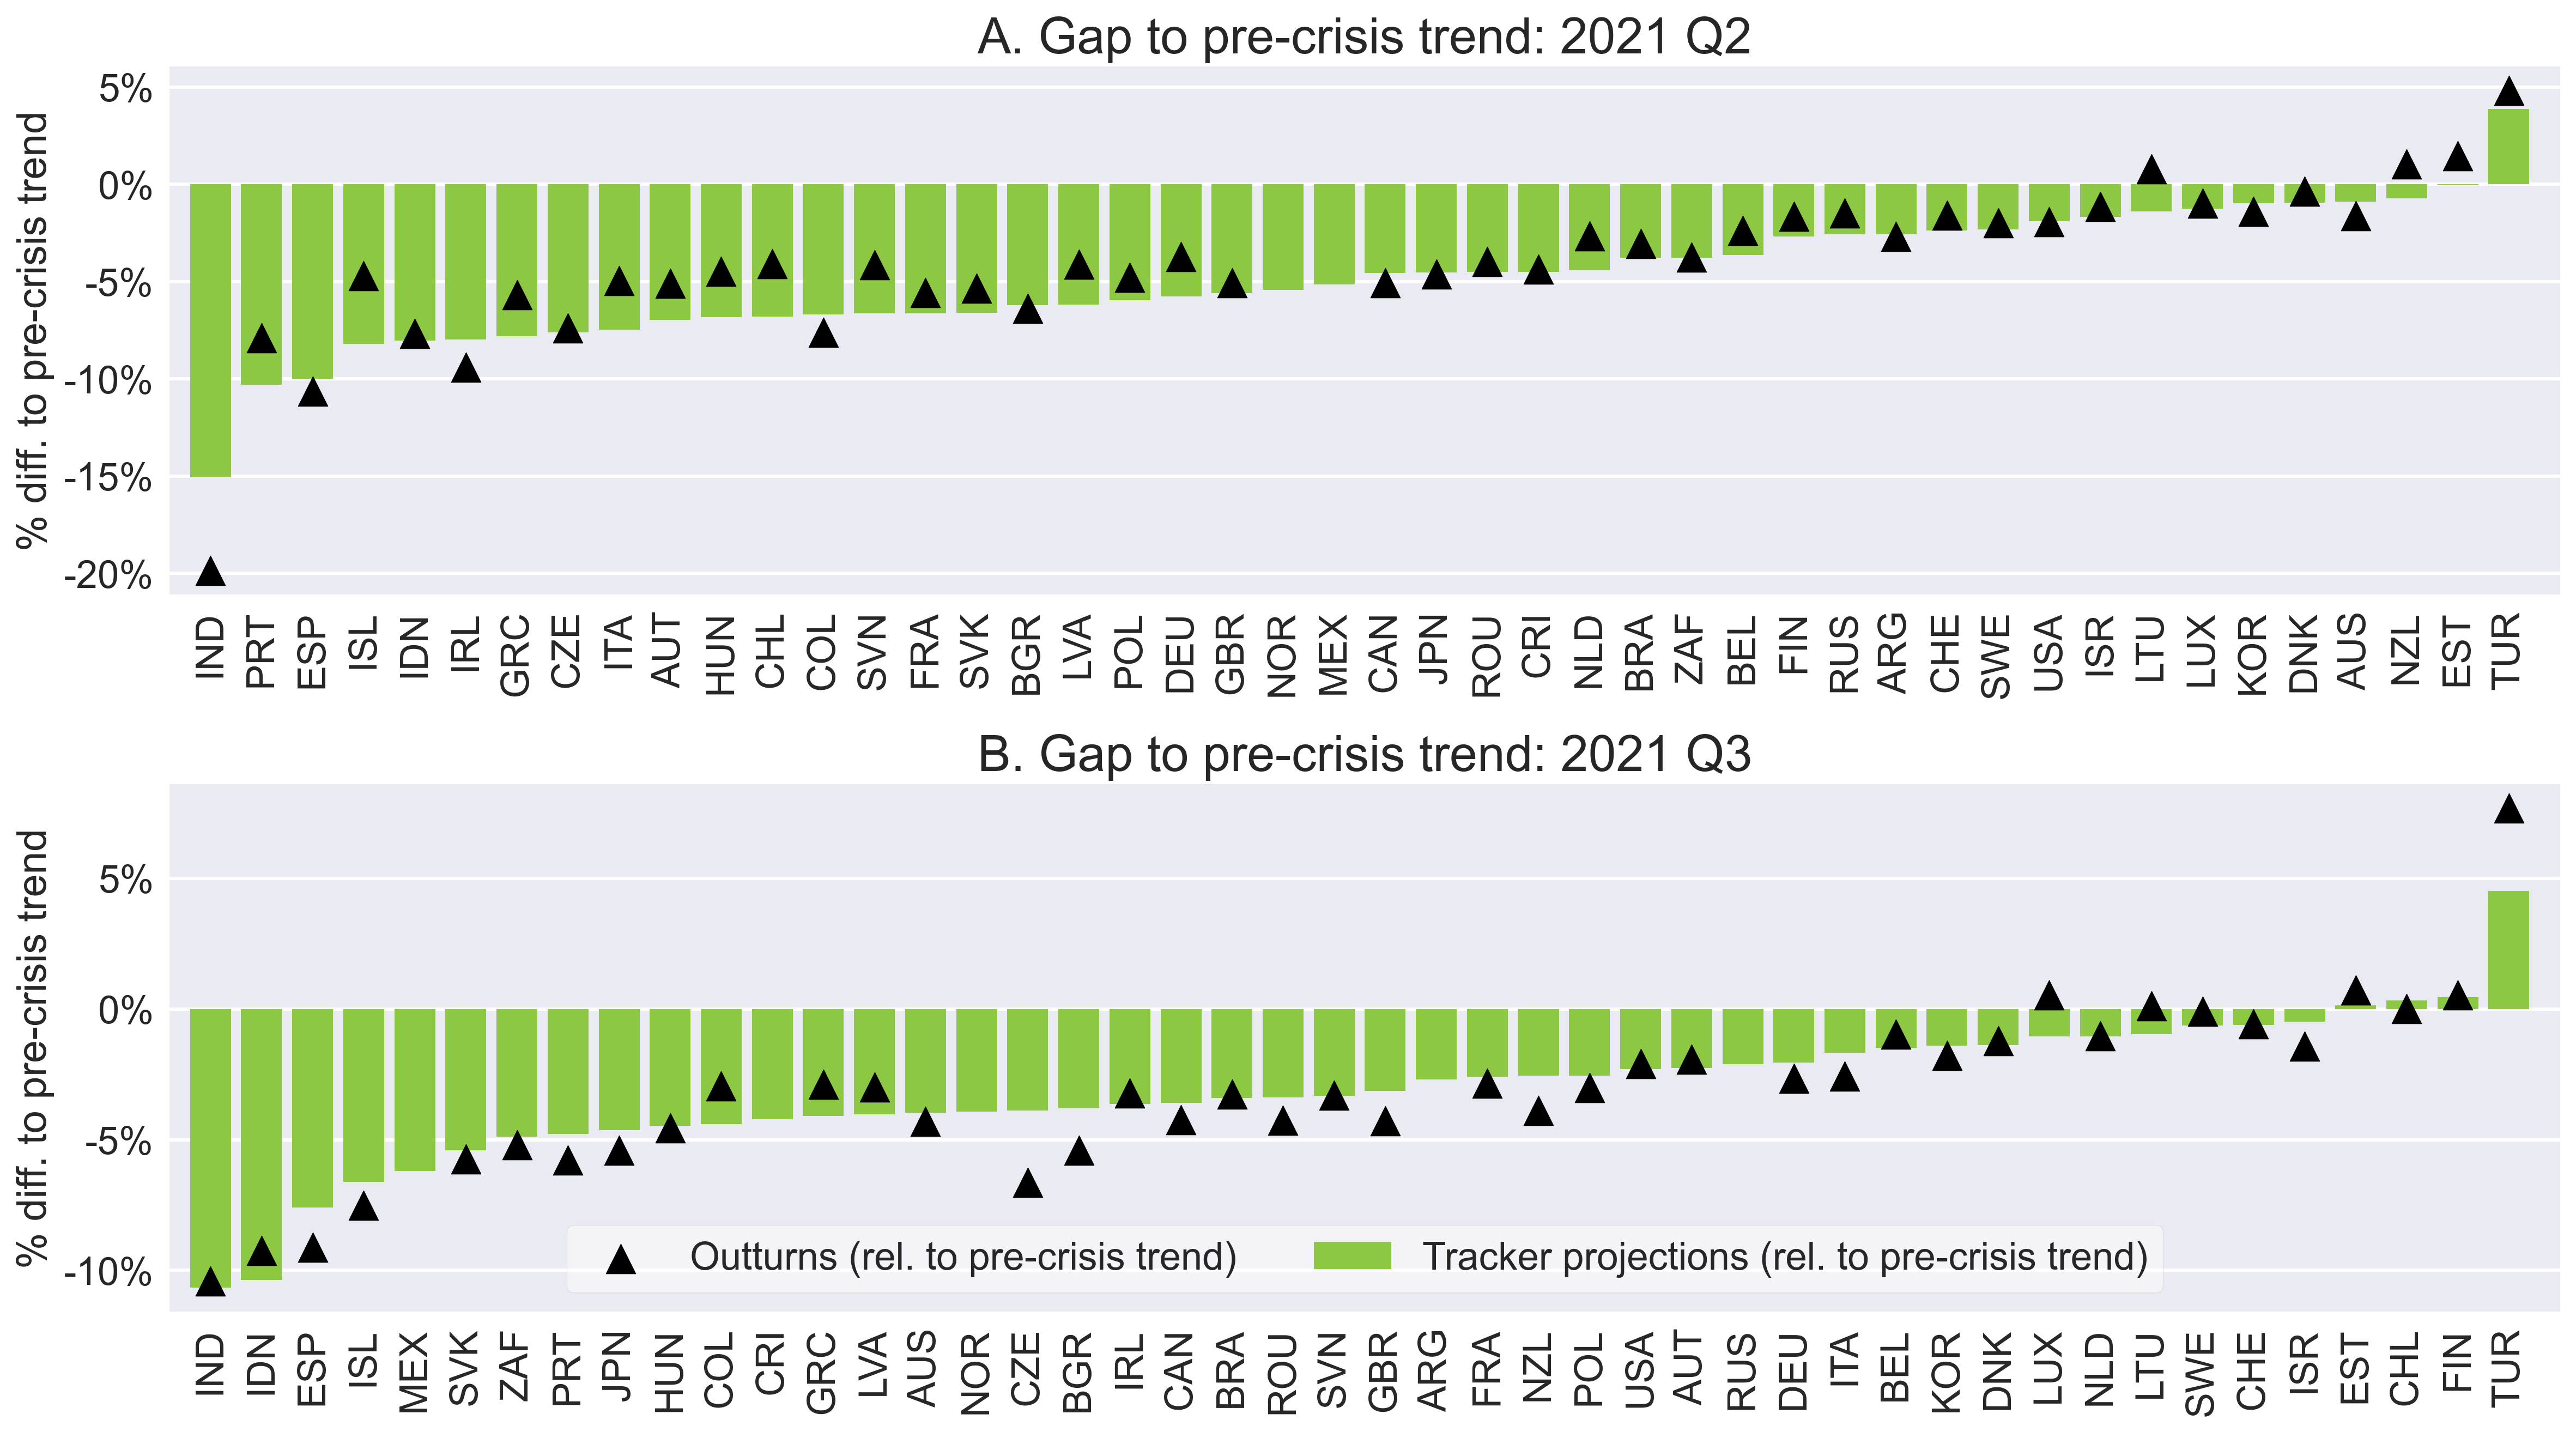 A. Gap to pre-crisis trend: 2021 Q2
% diff. to pre-crisis trend
5%
0%
-5%
-10%
-15%
-20%
IND PRT ESP ISL IDN IRL GRC CZE ITA AUT HUN CHL COL SVN FRA SVK BGR LVA POL DEU GBR NOR MEX CAN JPN ROU CRI NLD BRA ZAF BEL FIN RUS ARG CHE SWE USA ISR LTU LUX KOR DNK AUS NZL EST TUR
B. Gap to pre-crisis trend: 2021 Q3
% diff. to pre-crisis trend
5%
0%
-5%
-10%
Outturns (rel. to pre-crisis trend) Tracker projections (rel. to pre-crisis trend)
IND IDN ESP ISL MEX SVK ZAF PRT JPN HUN COL CRI GRC LVA AUS NOR CZE BGR IRL CAN BRA ROU SVN GBR ARG FRA NZL POL USA AUT RUS DEU ITA BEL KOR DNK LUX NLD LTU SWE CHE ISR EST CHL FIN TUR